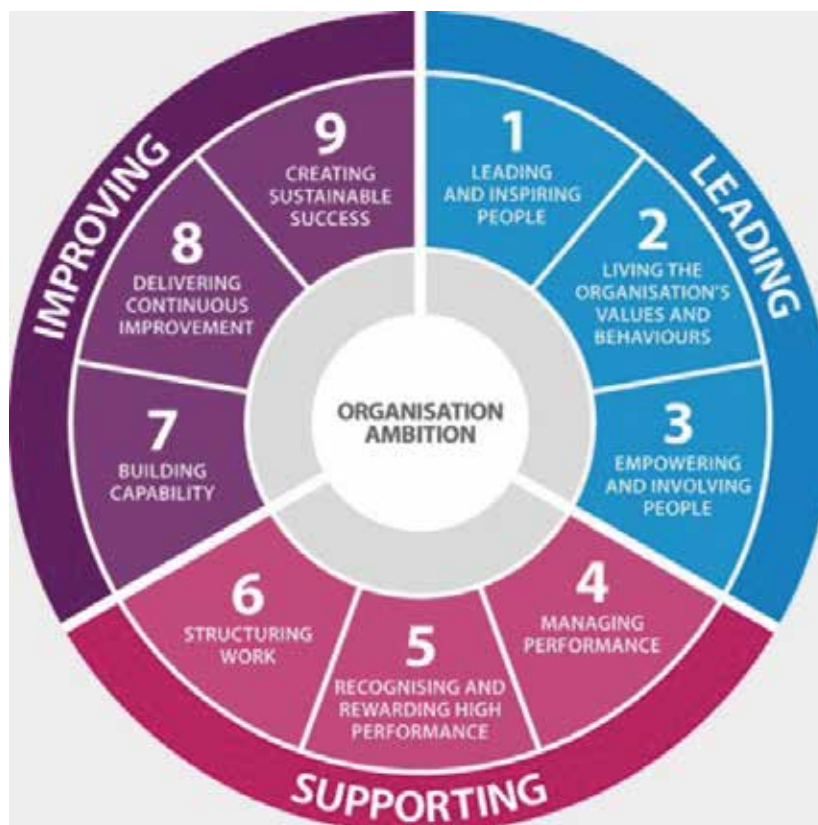 LEADING
1
LEADING
AND INSPIRING
PEOPLE
2
LIVING THE
ORGANISATION'S
VALUES AND
BEHAVIOURS
3
EMPOWERING
AND INVOLVING
PEOPLE
SUPPORTING
4
MANAGING
PERFORMANCE
5
RECOGNISING AND
REWARDING HIGH
PERFORMANCE
6
STRUCTURING
WORK
IMPROVING
7
BUILDING
CAPABILITY
8
DELIVERING
CONTINUOUS
IMPROVEMENT
9
CREATING
SUSTAINABLE
SUCCESS
ORGANISATION
AMBITION